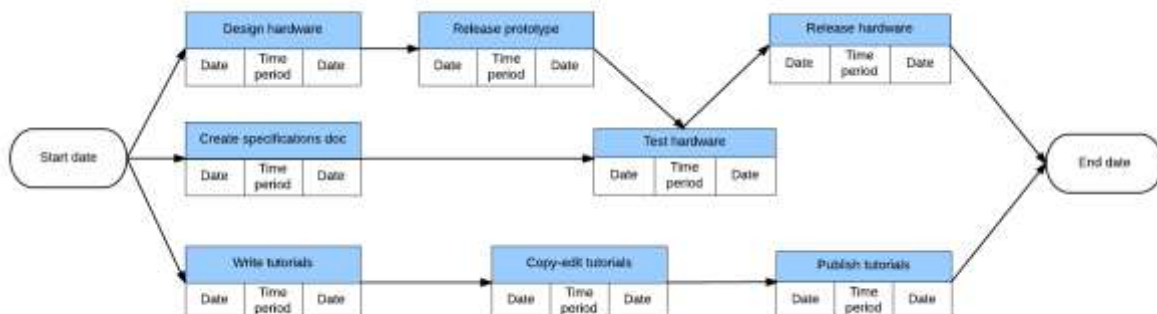 Design hardware
Date Time period Date
Release prototype
Date Time period Date
Release hardware
Date Time period Date
Start date
Create specifications doc
Date Time period Date
Test hardware
Date Time period Date
End date
Write tutorials
Date Time period Date
Copy-edit tutorials
Date Time period Date
Publish tutorials
Date Time period Date